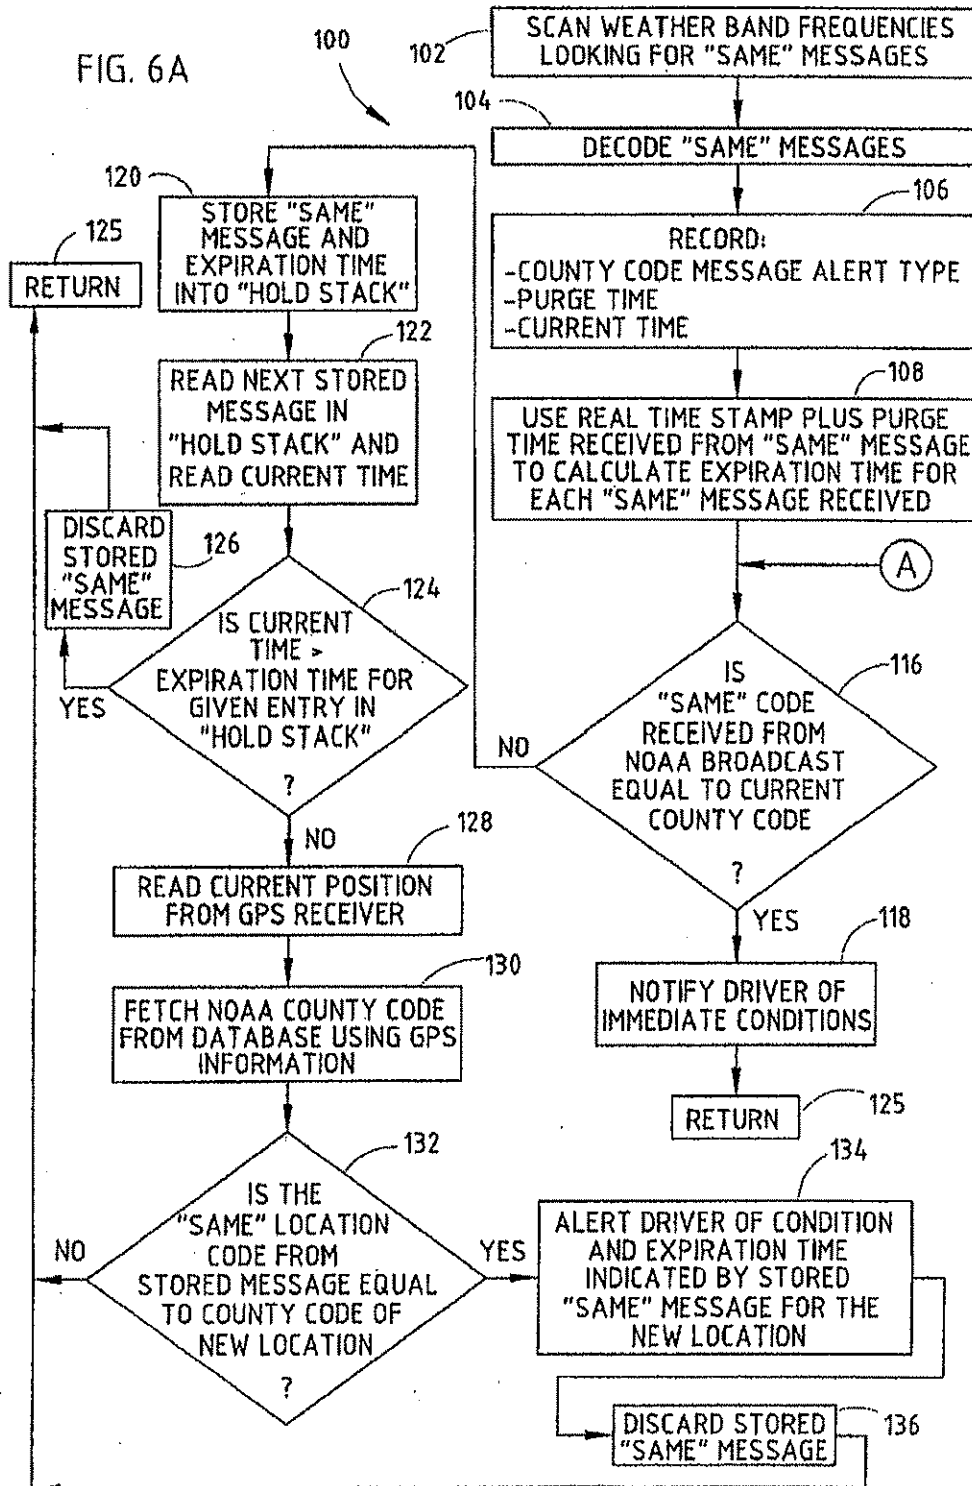 FIG. 6A
100
102
SCAN WEATHER BAND FREQUENCIES
LOOKING FOR "SAME" MESSAGES
104
DECODE "SAME" MESSAGES
106
RECORD:
-COUNTY CODE MESSAGE ALERT TYPE
-PURGE TIME
-CURRENT TIME
108
USE REAL TIME STAMP PLUS PURGE
TIME RECEIVED FROM "SAME" MESSAGE
TO CALCULATE EXPIRATION TIME FOR
EACH "SAME" MESSAGE RECEIVED
A
116
IS
"SAME" CODE
RECEIVED FROM
NOAA BROADCAST
EQUAL TO CURRENT
COUNTY CODE
?
NO
YES
118
NOTIFY DRIVER OF
IMMEDIATE CONDITIONS
RETURN
125
120
STORE "SAME"
MESSAGE AND
EXPIRATION TIME
INTO "HOLD STACK"
125
RETURN
122
READ NEXT STORED
MESSAGE IN
"HOLD STACK" AND
READ CURRENT TIME
DISCARD
STORED
"SAME"
MESSAGE
126
124
IS CURRENT
TIME >
EXPIRATION TIME FOR
GIVEN ENTRY IN
"HOLD STACK"
?
YES
NO
128
READ CURRENT POSITION
FROM GPS RECEIVER
130
FETCH NOAA COUNTY CODE
FROM DATABASE USING GPS
INFORMATION
132
IS THE
"SAME" LOCATION
CODE FROM
STORED MESSAGE EQUAL
TO COUNTY CODE OF
NEW LOCATION
?
NO
YES
134
ALERT DRIVER OF CONDITION
AND EXPIRATION TIME
INDICATED BY STORED
"SAME" MESSAGE FOR THE
NEW LOCATION
DISCARD STORED
"SAME" MESSAGE
136